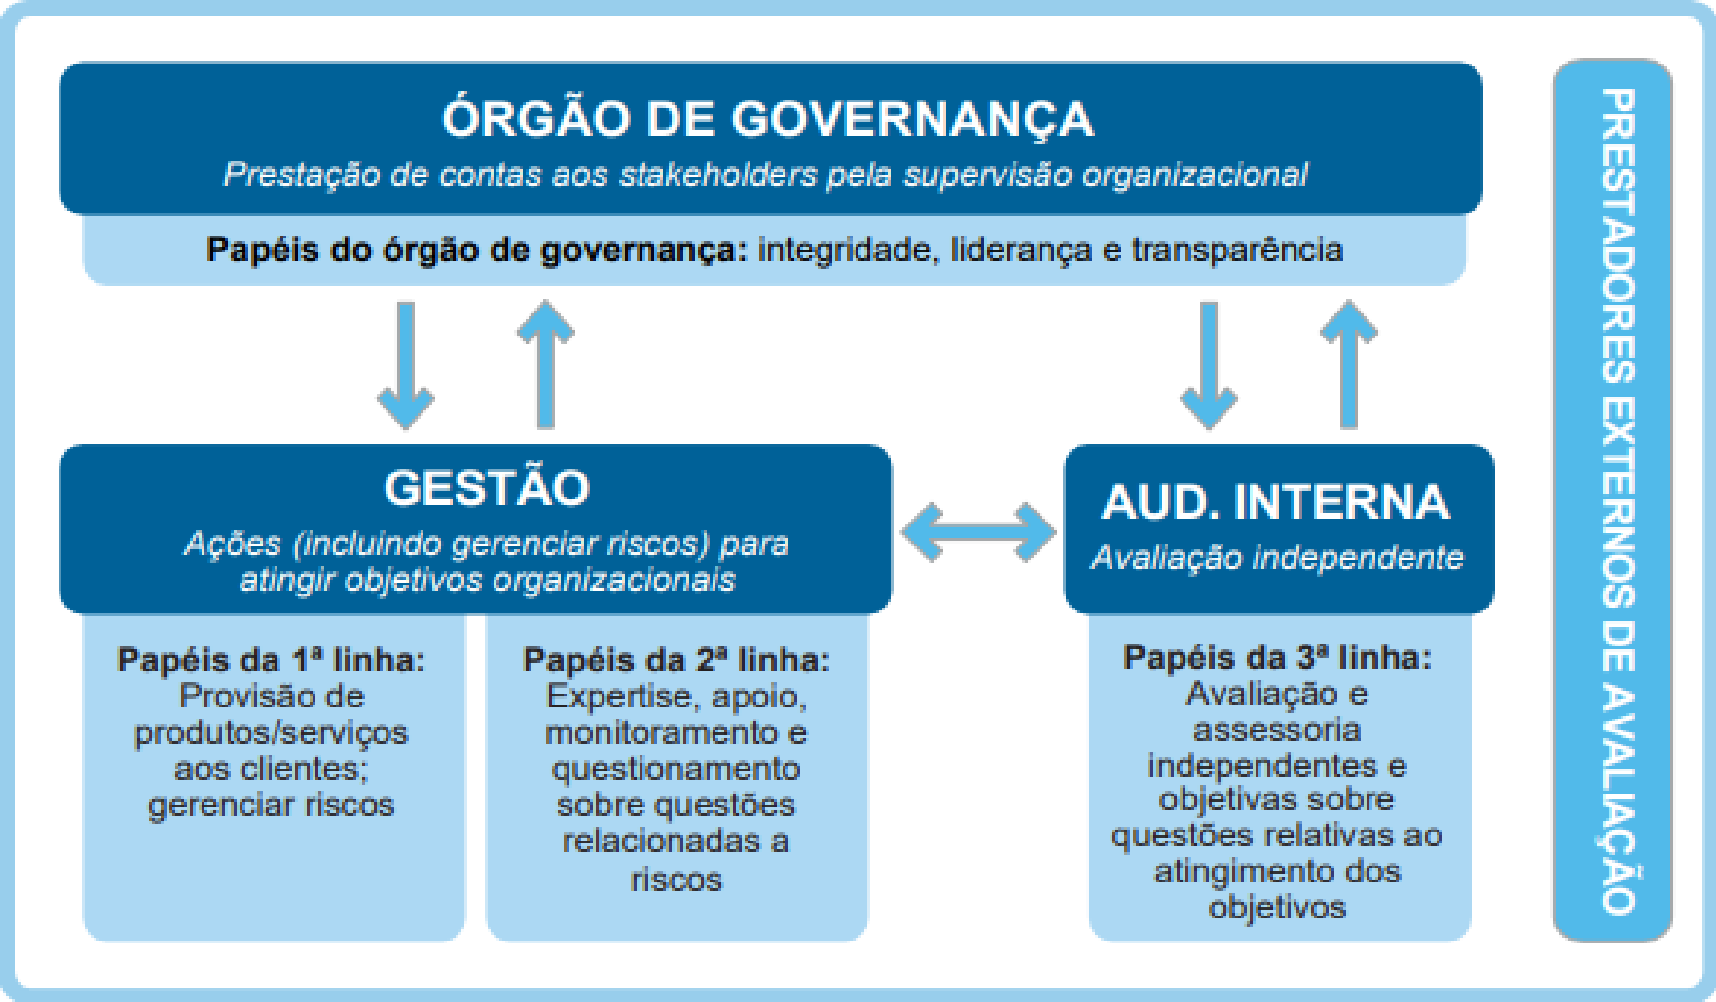 ÓRGÃO DE GOVERNANÇA
Prestação de contas aos stakeholders pela supervisão organizacional
Papéis do órgão de governança: integridade, liderança e transparência
GESTÃO
Ações (incluindo gerenciar riscos) para
atingir objetivos organizacionais
Papéis da 1ª linha:
Provisão de
produtos/serviços
aos clientes;
gerenciar riscos
Papéis da 2ª linha:
Expertise, apoio,
monitoramento e
questionamento
sobre questões
relacionadas a
riscos
AUD. INTERNA
Avaliação independente
Papéis da 3ª linha:
Avaliação e
assessoria
independentes e
objetivas sobre
questões relativas ao
atingimento dos
objetivos
PRESTADORES EXTERNOS DE AVALIAÇÃO